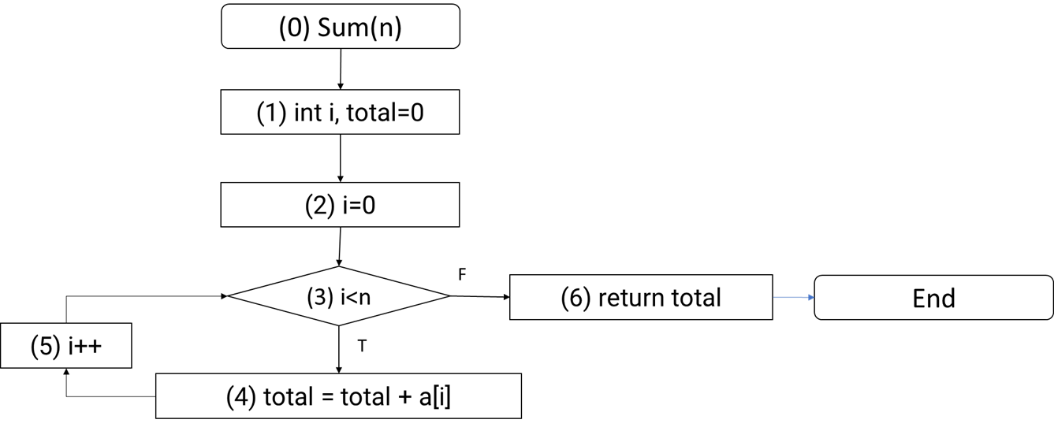 (0) Sum(n)
(1) int i, total=0
(2) i=0
(3) i<n
F
(6) return total
End
(5) i++
T
(4) total = total + a[i]